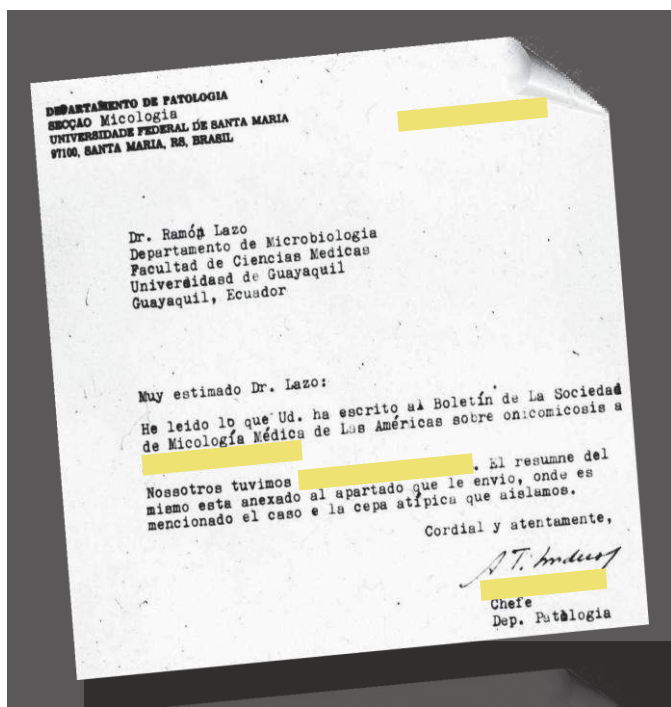 DEPARTAMENTO DE PATOLOGIA
SECÇAO Micologia
UNIVERSIDADE FEDERAL DE SANTA MARIA
97100, SANTA MARIA, RS, BRASIL
Dr. Ramón Lazo
Departamento de Microbiologia
Facultad de Ciencias Medicas
Univerdidasd de Guayaquil
Guayaquil, Ecuador
Muy estimado Dr. Lazo:
He leido lo que Ud. ha escrito al Boletín de La Sociedad
de Micología Médica de Las Américas sobre onicomicosis a
Nossotros tuvimos . El resumne del
mismo esta anexado al apartado que le envio, onde es
mencionado el caso e la cepa atípica que aislamos.
Cordial y atentamente,
Chefe
Dep. Patologia